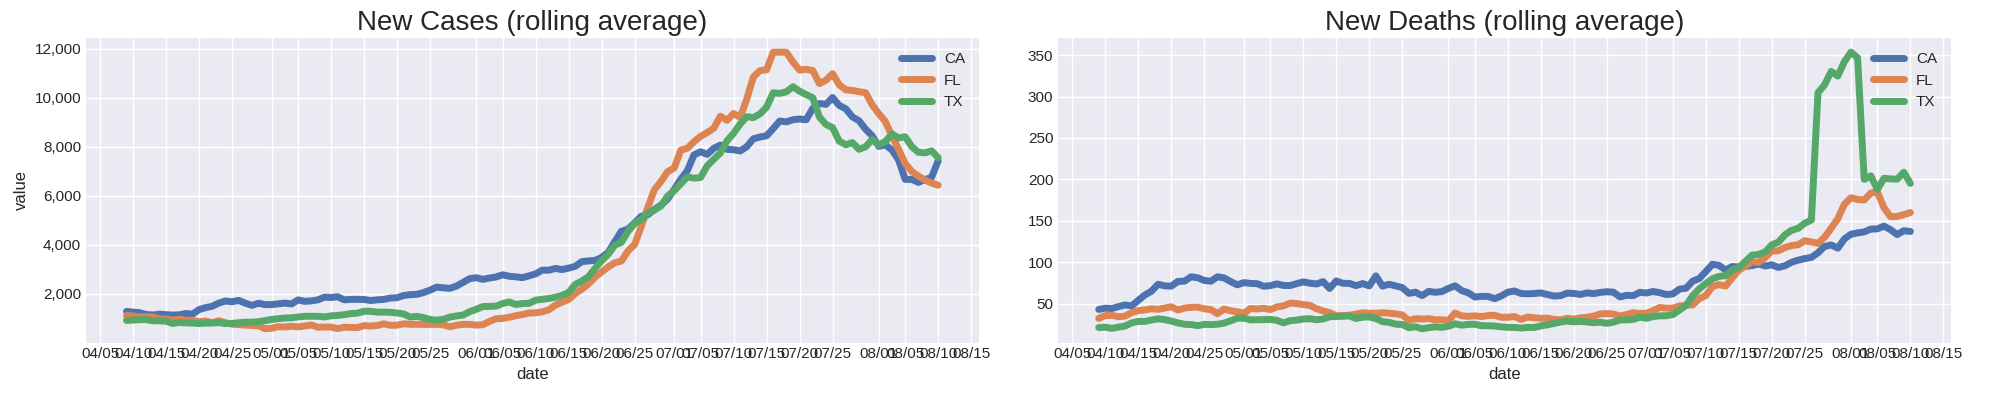 New Cases (rolling average)
12,000
10,000
8,000
6,000
4,000
2,000
value
CA
FL
TX
04/05 04/10 04/15 04/20 04/25 05/01 05/05 05/10 05/15 05/20 05/25 06/01 06/05 06/10 06/15 06/20 06/25 07/01 07/05 07/10 07/15 07/20 07/25 08/01 08/05 08/10 08/15
date
New Deaths (rolling average)
350
300
250
200
150
100
50
CA
FL
TX
04/05 04/10 04/15 04/20 04/25 05/01 05/05 05/10 05/15 05/20 05/25 06/01 06/05 06/10 06/15 06/20 06/25 07/01 07/05 07/10 07/15 07/20 07/25 08/01 08/05 08/10 08/15
date